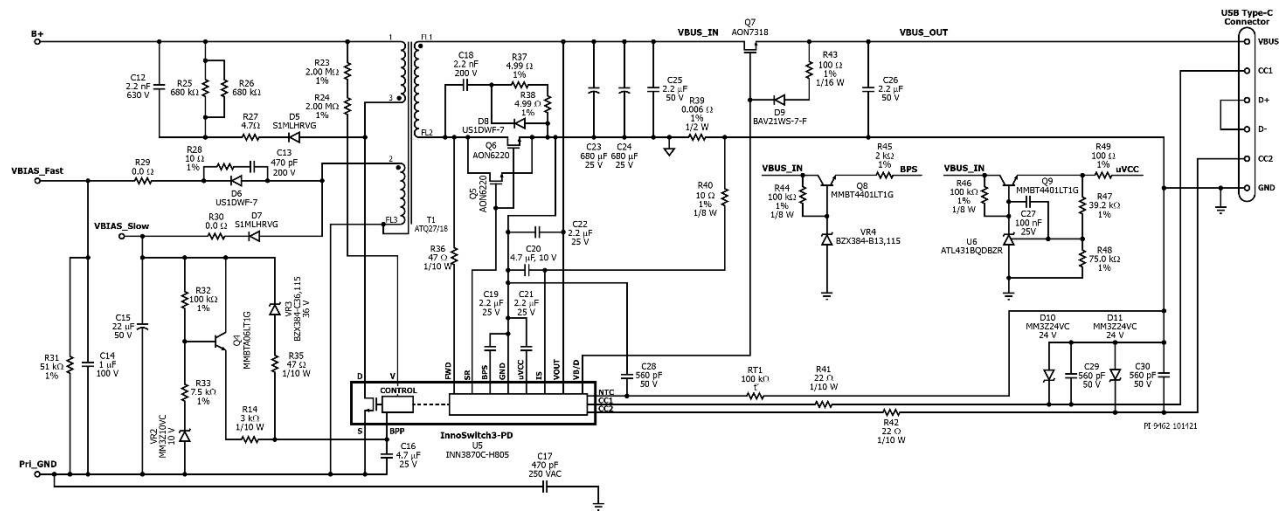 USB Type-C
Connector
B+
VBUS
CC1
D+
D-
CC2
GND
1
3
2
FL1
FL2
FL3
VBUS_IN
Q7
AON7318
VBUS_OUT
C12
2.2 nF
630 V
R25
680 kΩ
R26
680 kΩ
R27
4.7Ω
D5
S1MLHRVG
R23
2.00 MΩ
1%
R24
2.00 MΩ
1%
C18
2.2 nF
200 V
R37
4.99 Ω
1%
R38
4.99 Ω
1%
D8
US1DWF-7
Q6
AON6220
Q5
AON6220
C23
680 µF
25 V
C24
680 µF
25 V
C25
2.2 µF
50 V
R39
0.006 Ω
1%
1/2 W
R43
100 Ω
1%
1/16 W
D9
BAV21WS-7-F
C26
2.2 µF
50 V
VBIAS_Fast
R29
0.0 Ω
R28
10 Ω
1%
C13
470 pF
200 V
D6
US1DWF-7
VBIAS_Slow
R30
0.0 Ω
D7
S1MLHRVG
T1
ATQ27/18
R36
47 Ω
1/10 W
C22
2.2 µF
25 V
C20
4.7 µF, 10 V
C19
2.2 µF
25 V
C21
2.2 µF
25 V
R40
10 Ω
1%
1/8 W
VBUS_IN
R45
2 kΩ
1%
BPS
R44
100 kΩ
1%
1/8 W
Q8
MMBT4401LT1G
VR4
BZX384-B13,115
VBUS_IN
R49
100 Ω
1%
uVCC
R46
100 kΩ
1%
1/8 W
Q9
MMBT4401LT1G
C27
100 nF
25V
R47
39.2 kΩ
1%
U6
ATL431BQDBZR
R48
75.0 kΩ
1%
R31
51 kΩ
1%
C14
1 µF
100 V
C15
22 µF
50 V
R32
100 kΩ
1%
R33
7.5 kΩ
1%
VR2
MM3Z10VC
10 V
Q4
MMBTA06LT1G
VR3
BZX384-C36,115
36 V
R35
47Ω
1/10 W
R14
3 kΩ
1/10 W
D
V
S
BPP
CONTROL
FWD
SR
BPS
GND
uVCC
IS
VOUT
VB/D
NTC
CC1
CC2
InnoSwitch3-PD
U5
INN3870C-H805
C16
4.7 µF
25 V
C28
560 pF
50 V
RT1
100 kΩ
R41
22 Ω
1/10 W
R42
22 Ω
1/10 W
D10
MM3Z24VC
24 V
D11
MM3Z24VC
24 V
C29
560 pF
50 V
C30
560 pF
50 V
PI 9462 101421
Pri_GND
C17
470 pF
250 VAC